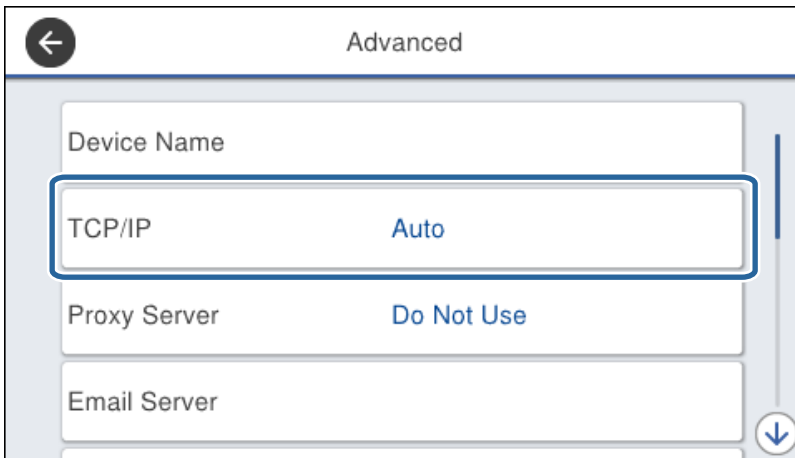 Advanced
Device Name
TCP/IP Auto
Proxy Server Do Not Use
Email Server